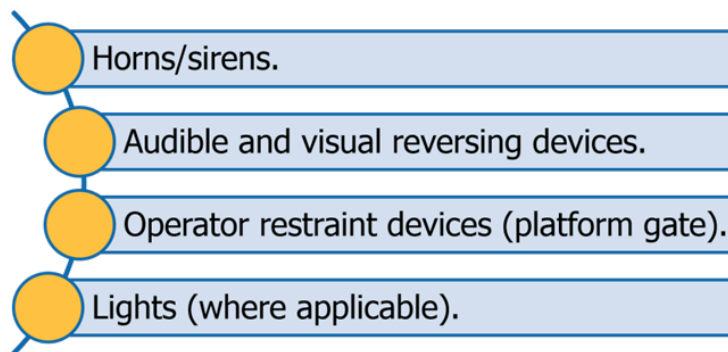 Horns/sirens.
Audible and visual reversing devices.
Operator restraint devices (platform gate).
Lights (where applicable).